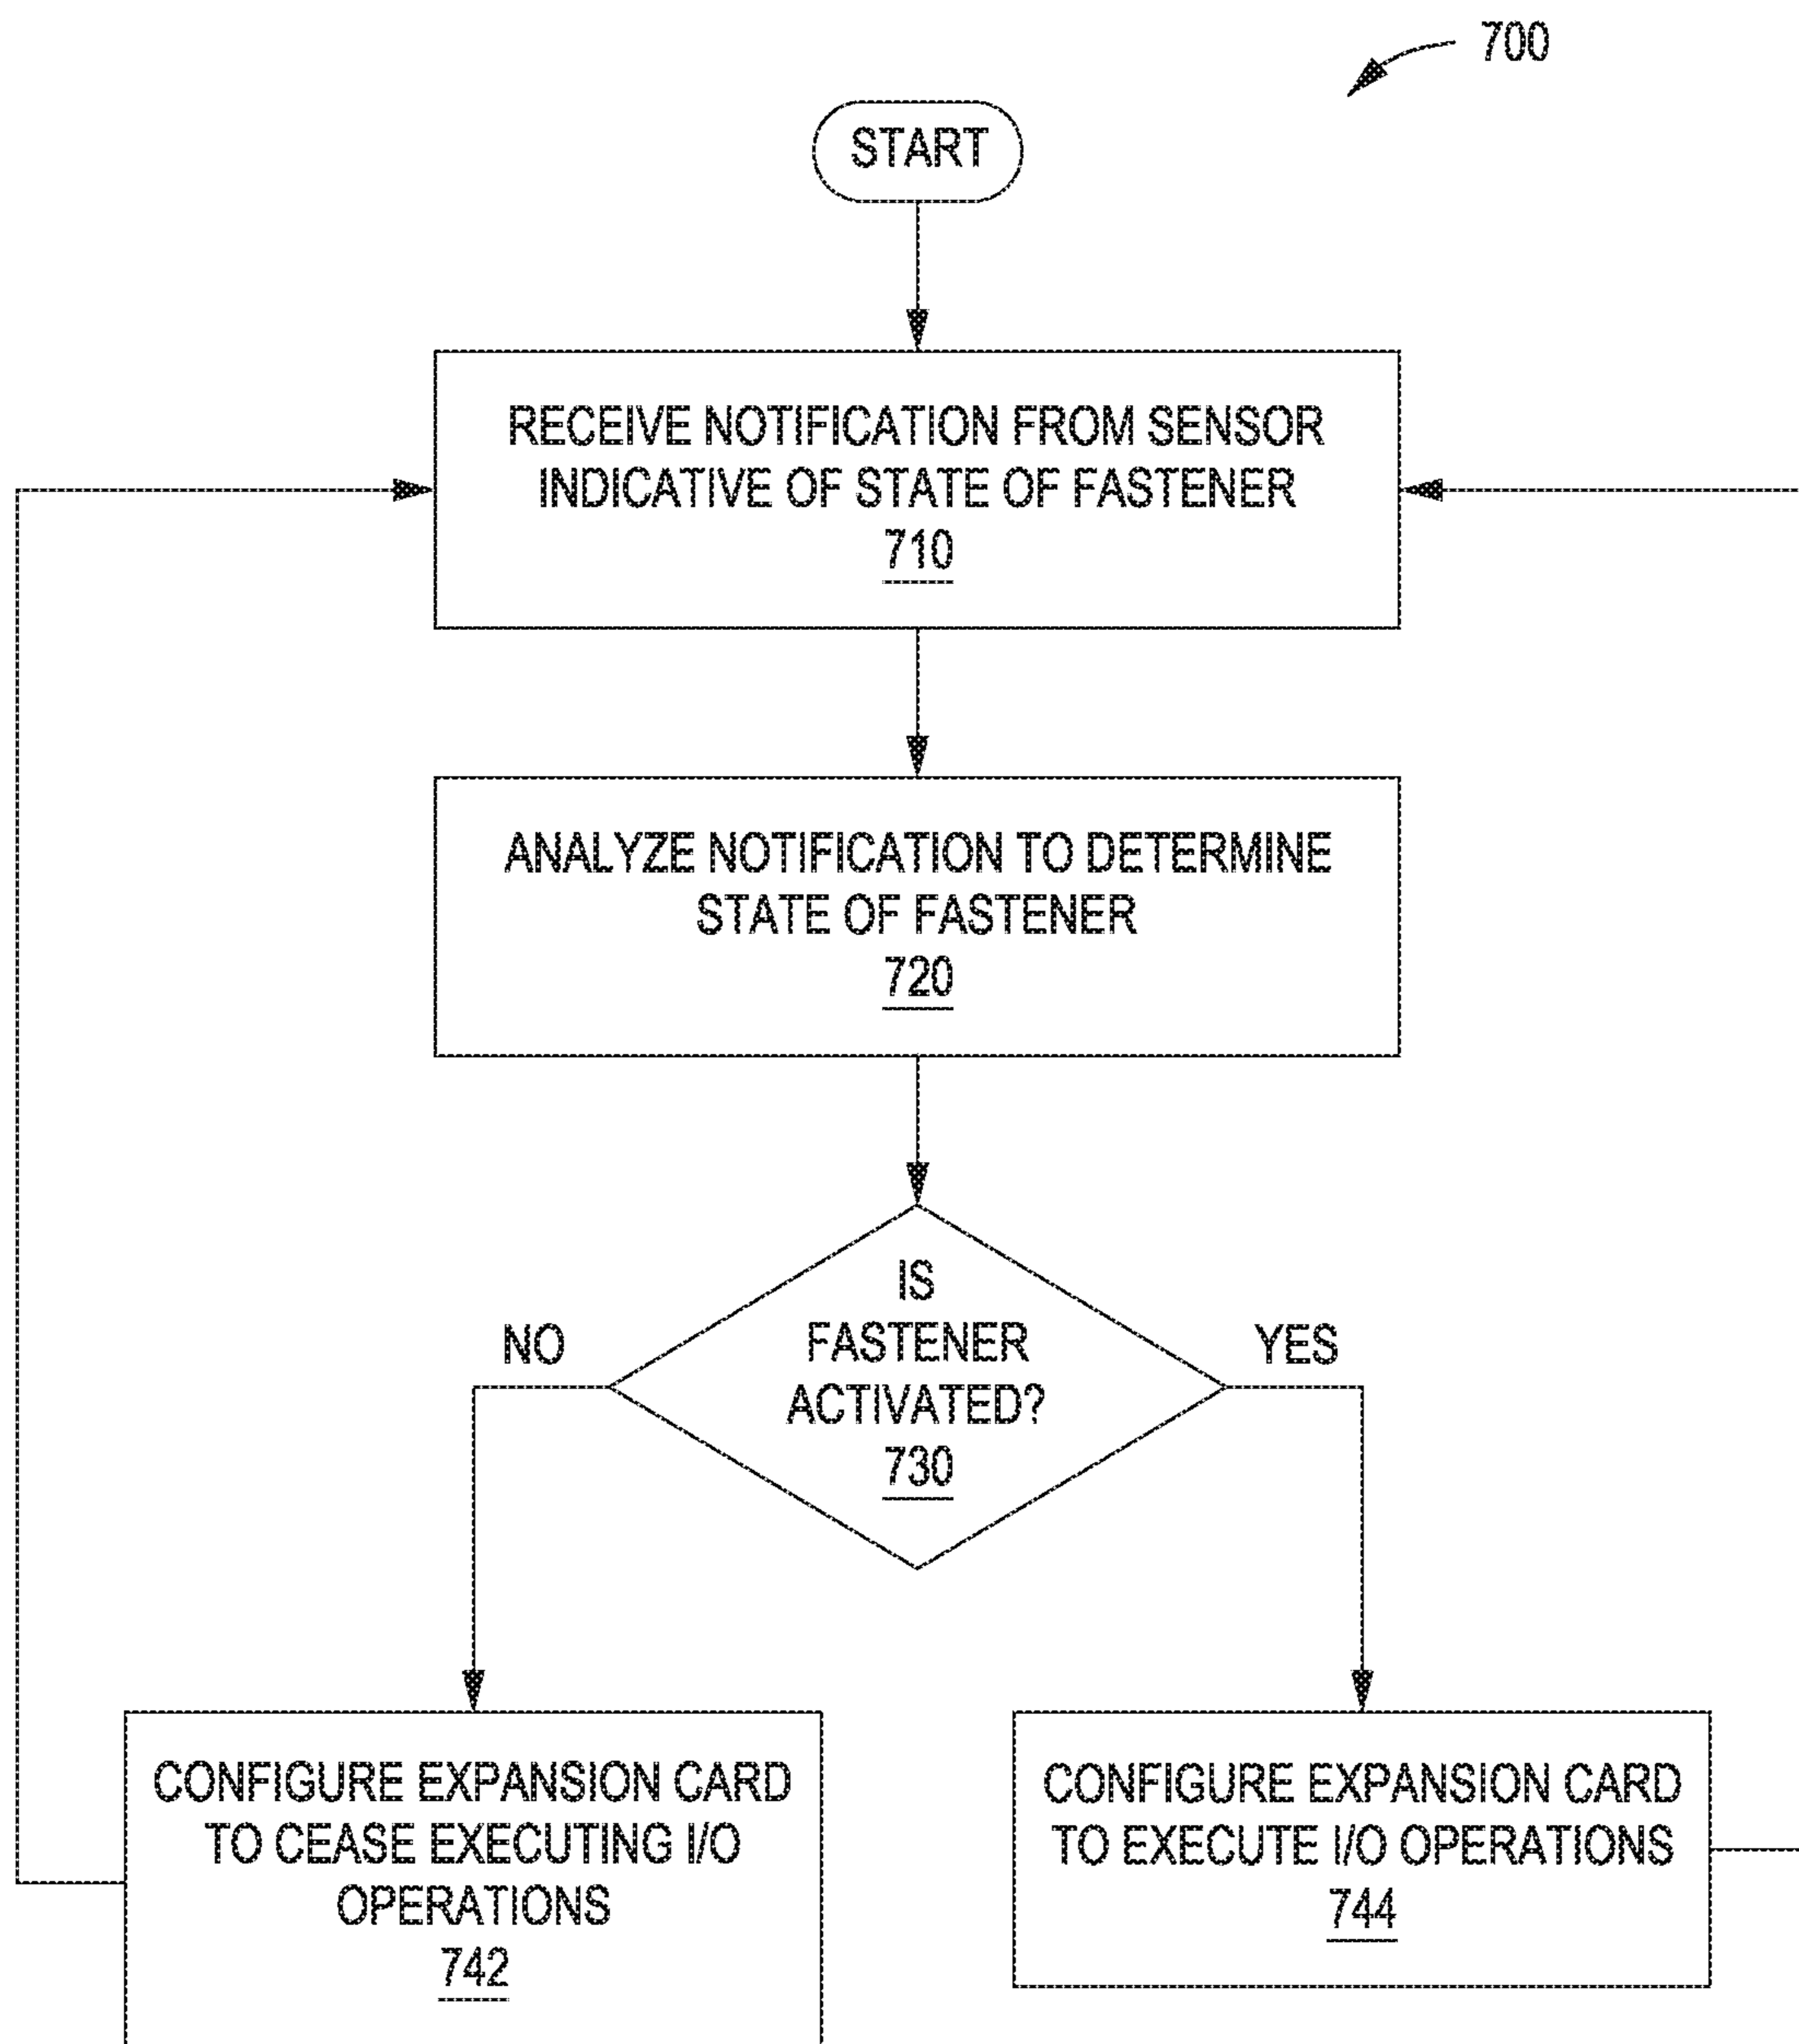 700
START
RECEIVE NOTIFICATION FROM SENSOR
INDICATIVE OF STATE OF FASTENER
710
ANALYZE NOTIFICATION TO DETERMINE
STATE OF FASTENER
720
IS
FASTENER
ACTIVATED?
730
NO
YES
CONFIGURE EXPANSION CARD
TO CEASE EXECUTING I/O
OPERATIONS
742
CONFIGURE EXPANSION CARD
TO EXECUTE I/O OPERATIONS
744